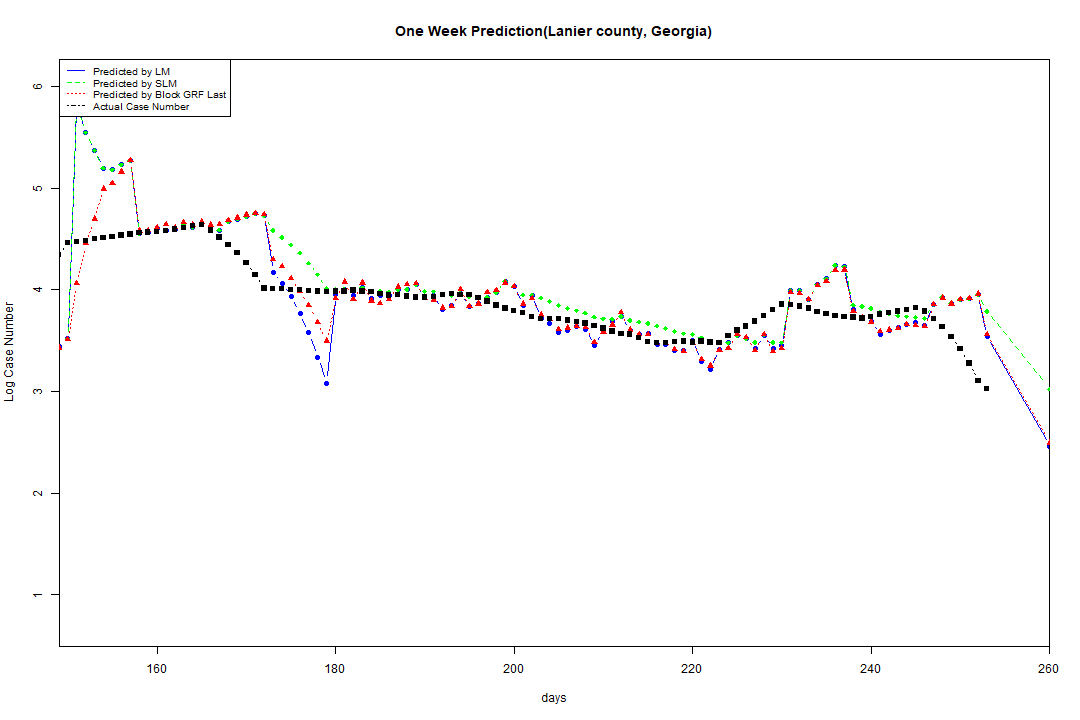 One Week Prediction(Lanier county, Georgia)
Predicted by LM
Predicted by SLM
Predicted by Block GRF Last
Actual Case Number
Log Case Number
6
5
4
3
2
1
160 180 200 220 240 260
days